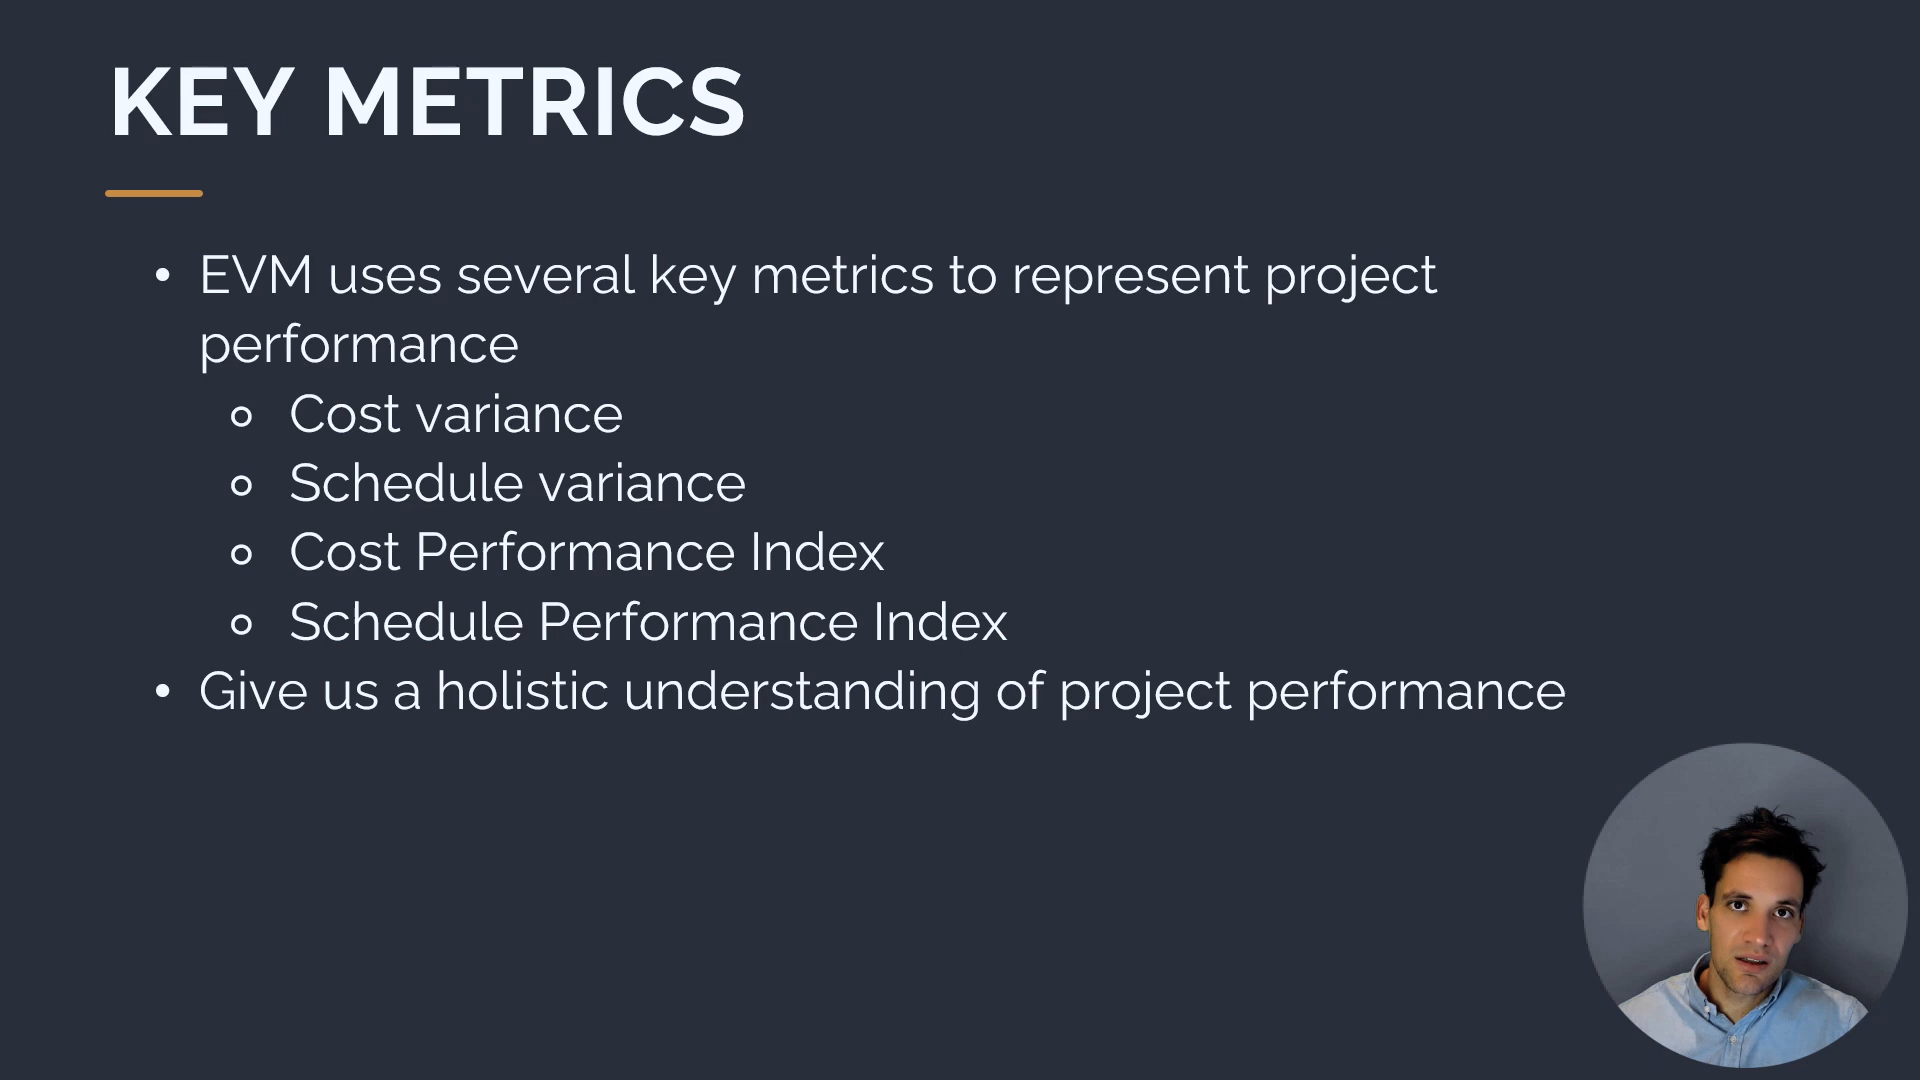 KEY METRICS
• EVM uses several key metrics to represent project
performance
○ Cost variance
○ Schedule variance
○ Cost Performance Index
○ Schedule Performance Index
• Give us a holistic understanding of project performance